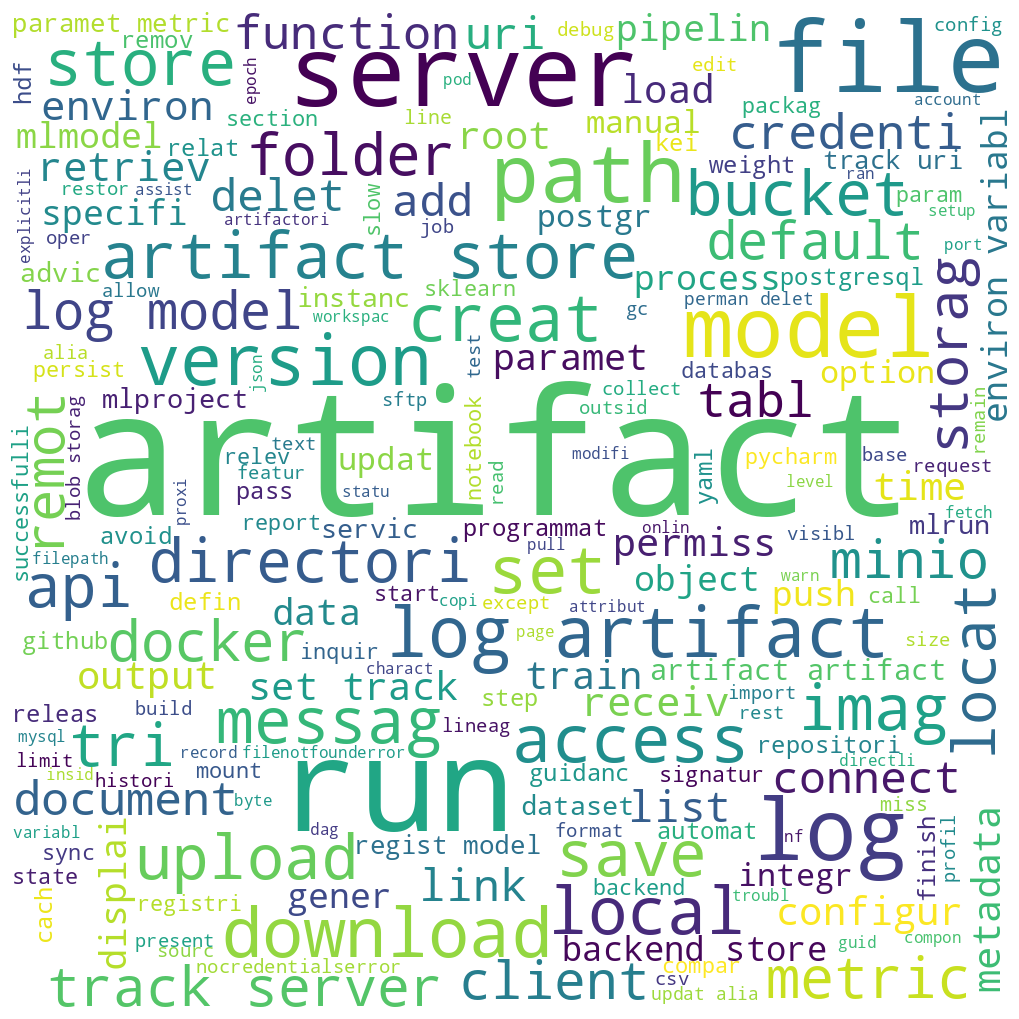 paramet metric
remov
function
uri
debug
pipelin
config
file
store
hdf
epoch
server
pod
load
edit
account
environ
section
line
root
manual
packag
kei
credenti
environ variabl
mlmodel
relat
folder
path
weight
track uri
ran
retriev
restor
assist
delet
add
slow
bucket
param
setup
explicitli
specifi
artifactori
job
postgr
default
port
oper
artifact store
advic
allow
instanc
sklearn
process
postgresql
storag
log model
workspac
creat
gc
perman delet
model
alia
persist
version
json
test
paramet
databas
option
remain
remot
mlproject
sftp
collect
outsid
tabl
blob storag
artifact
text
relev
featur
updat
notebook
read
modifi
yaml
pycharm
base
request
level
time
successfulli
proxi
pass
statu
fetch
avoid
report
servic
programmat
onlin
permiss
visibl
mlrun
filepath
directori
pull
set
minio
api
start
object
warn
push
call
defin
data
copi
except
attribut
locat
github
docker
inquir
log artifact
page
size
charact
output
set track
train
artifact artifact
step
receiv
import
releas
build
messag
lineag
rest
imag
mysql
tri
record
filenotfounderror
access
repositori
directli
limit
insid
histori
mount
run
guidanc
signatur
connect
document
byte
dataset
list
log
miss
variabl
dag
format
automat
nf
finish
profil
metadata
sync
displai
regist model
save
state
upload
link
integr
gener
backend
troubl
cach
registri
download
local
configur
present
sourc
backend store
guid
compon
nocredentialserror
track server
client
compar
csv
updat alia
metric